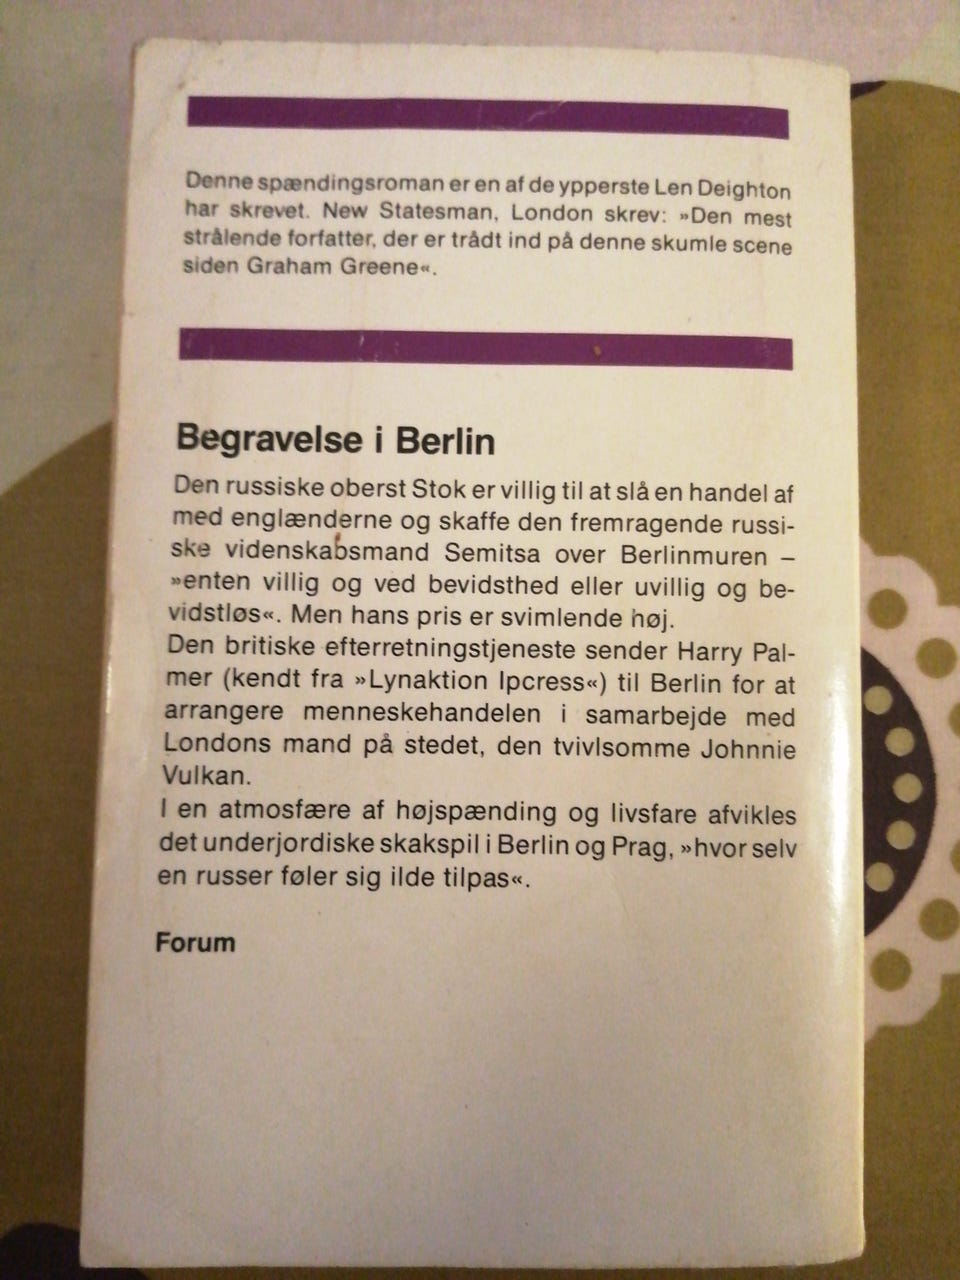 Denne spændingsroman er en af de ypperste Len Deighton
har skrevet. New Statesman, London skrev: »Den mest
strålende forfatter, der er trådt ind på denne skumle scene
siden Graham Greene«.
Begravelse i Berlin
Den russiske oberst Stok er villig til at slå en handel af
med englænderne og skaffe den fremragende russi-
ske videnskabsmand Semitsa over Berlinmuren –
»enten villig og ved bevidsthed eller uvillig og be-
vidstløs«. Men hans pris er svimlende høj.
Den britiske efterretningstjeneste sender Harry Pal-
mer (kendt fra »Lynaktion Ipcress«) til Berlin for at
arrangere menneskehandelen i samarbejde med
Londons mand på stedet, den tvivlsomme Johnnie
Vulkan.
I en atmosfære af højspænding og livsfare afvikles
det underjordiske skakspil i Berlin og Prag, »hvor selv
en russer føler sig ilde tilpas«.
Forum